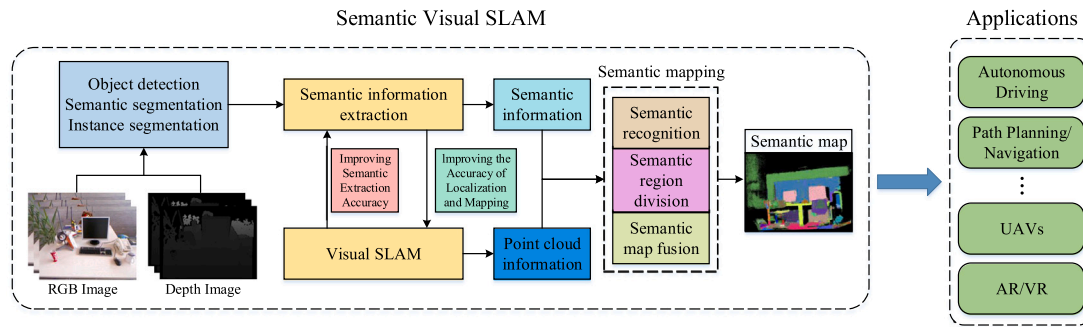 Semantic Visual SLAM
Object detection
Semantic segmentation
Instance segmentation
RGB Image
Depth Image
Semantic information
extraction
Improving
Semantic
Extraction
Accuracy
Improving the
Accuracy of
Localization
and Mapping
Visual SLAM
Semantic
information
Point cloud
information
Semantic mapping
Semantic
recognition
Semantic
region
division
Semantic
map fusion
Semantic map
Applications
Autonomous
Driving
Path Planning/
Navigation
⋮
UAVs
AR/VR